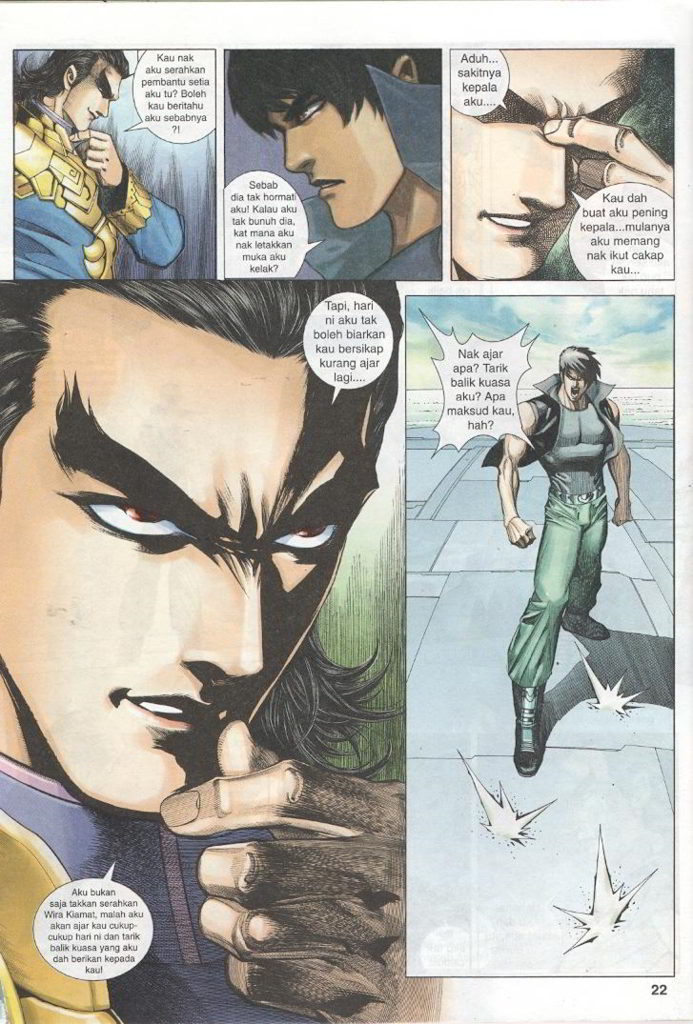 Kau nak
aku serahkan
pembantu setia
aku tu? Boleh
kau beritahu
aku sebabnya
?!
Sebab
dia tak hormati
aku! Kalau aku
tak bunuh dia,
kat mana aku
nak letakkan
muka aku
kelak?
Aduh...
sakitnya
kepala
aku....
Kau dah
buat aku pening
kepala...mulanya
aku memang
nak ikut cakap
kau...
Tapi, hari
ni aku tak
boleh biarkan
kau bersikap
kurang ajar
lagi....
Aku bukan
saja takkan serahkan
Wira Kiamat, malah aku
akan ajar kau cukup-
cukup hari ni dan tarik
balik kuasa yang aku
dah berikan kepada
kau!
Nak ajar
apa? Tarik
balik kuasa
aku? Apa
maksud kau,
hah?
22